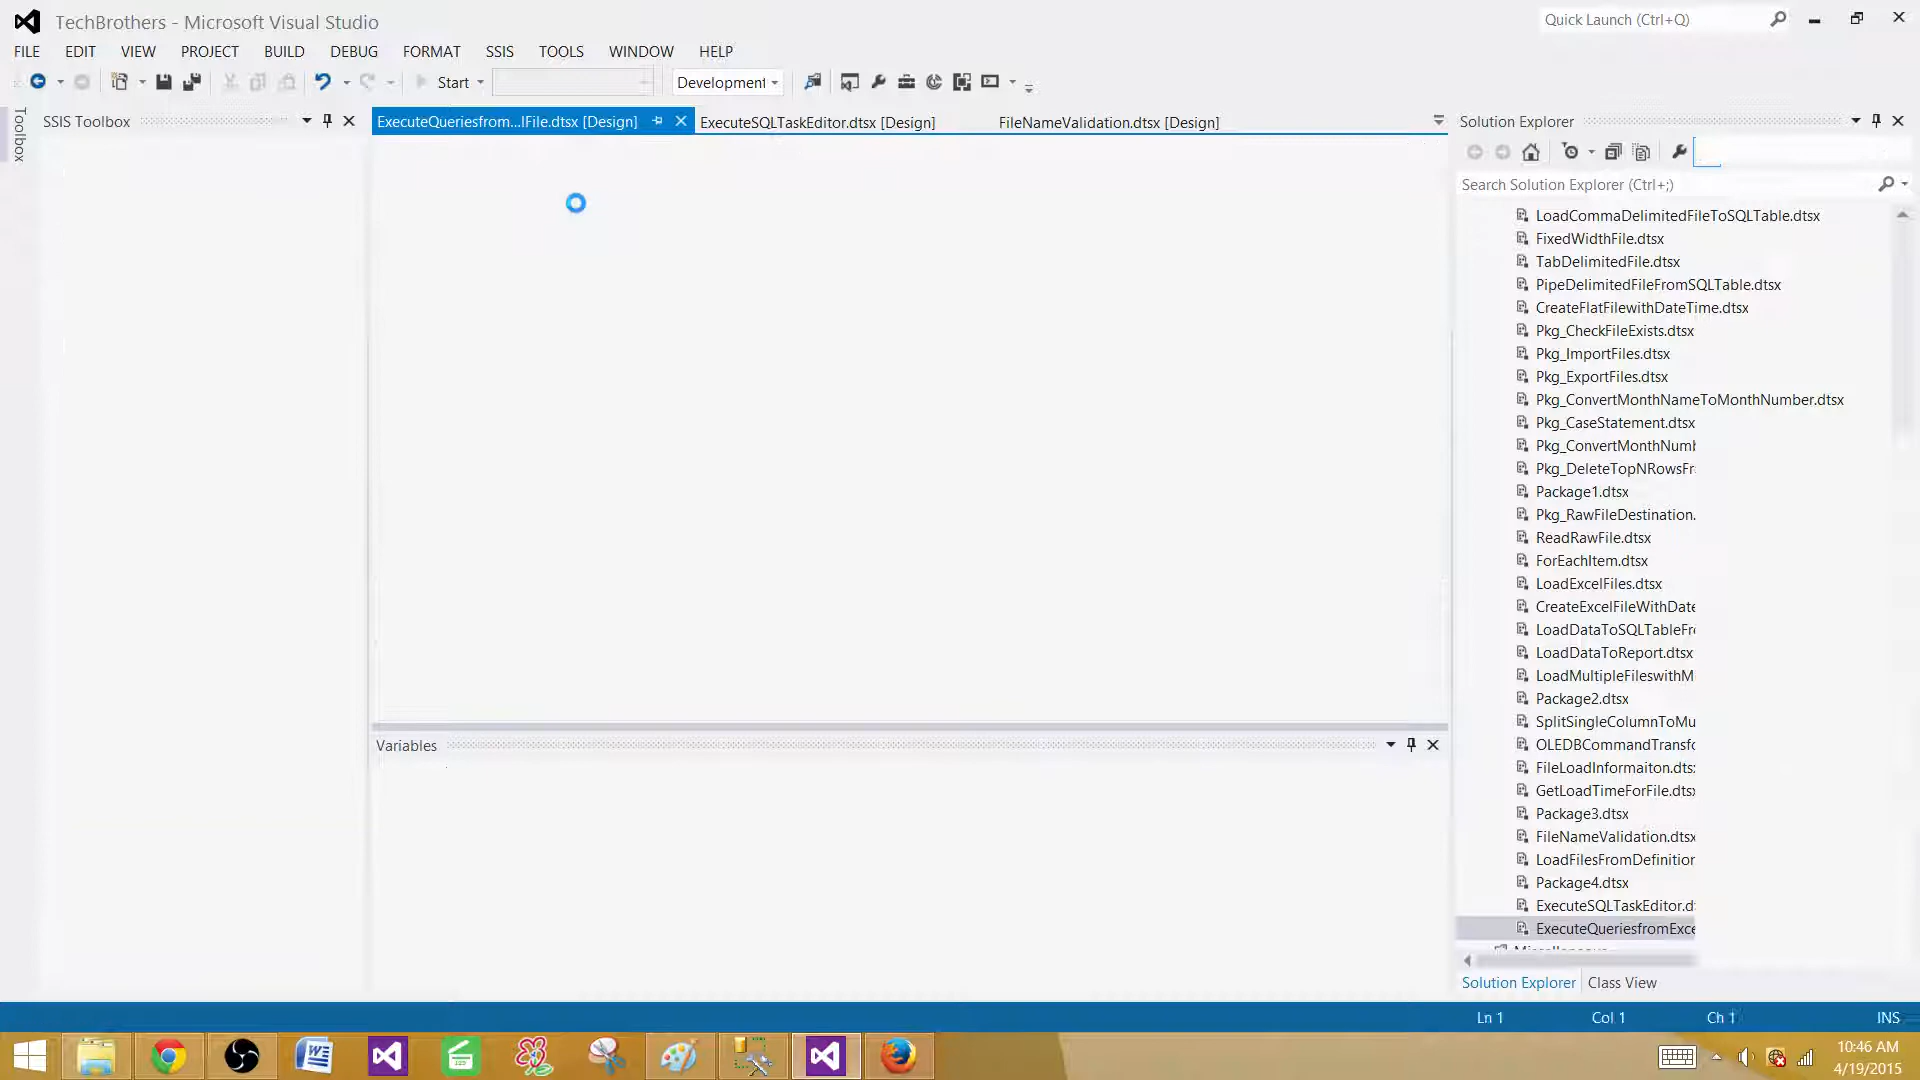 TechBrothers - Microsoft Visual Studio
Quick Launch (Ctrl+Q)
FILE EDIT VIEW PROJECT BUILD DEBUG FORMAT SSIS TOOLS WINDOW HELP
Start Development
Toolbox
SSIS Toolbox
ExecuteQueriesfrom...lFile.dtsx [Design] ExecuteSQLTaskEditor.dtsx [Design] FileNameValidation.dtsx [Design]
Solution Explorer
Search Solution Explorer (Ctrl+;)
LoadCommaDelimitedFileToSQLTable.dtsx
FixedWidthFile.dtsx
TabDelimitedFile.dtsx
PipeDelimitedFileFromSQLTable.dtsx
CreateFlatFilewithDateTime.dtsx
Pkg_CheckFileExists.dtsx
Pkg_ImportFiles.dtsx
Pkg_ExportFiles.dtsx
Pkg_ConvertMonthNameToMonthNumber.dtsx
Pkg_CaseStatement.dtsx
Pkg_ConvertMonthNumb
Pkg_DeleteTopNRowsFr
Package1.dtsx
Pkg_RawFileDestination.
ReadRawFile.dtsx
ForEachItem.dtsx
LoadExcelFiles.dtsx
CreateExcelFileWithDate
LoadDataToSQLTableFr
LoadDataToReport.dtsx
LoadMultipleFileswithM
Package2.dtsx
SplitSingleColumnToMu
OLEDBCommandTransfo
FileLoadInformaiton.dts
GetLoadTimeForFile.dtsx
Package3.dtsx
FileNameValidation.dtsx
LoadFilesFromDefinition
Package4.dtsx
ExecuteSQLTaskEditor.d
ExecuteQueriesfromExce
Variables
Solution Explorer Class View
Ln 1 Col 1 Ch 1 INS
10:46 AM
4/19/2015